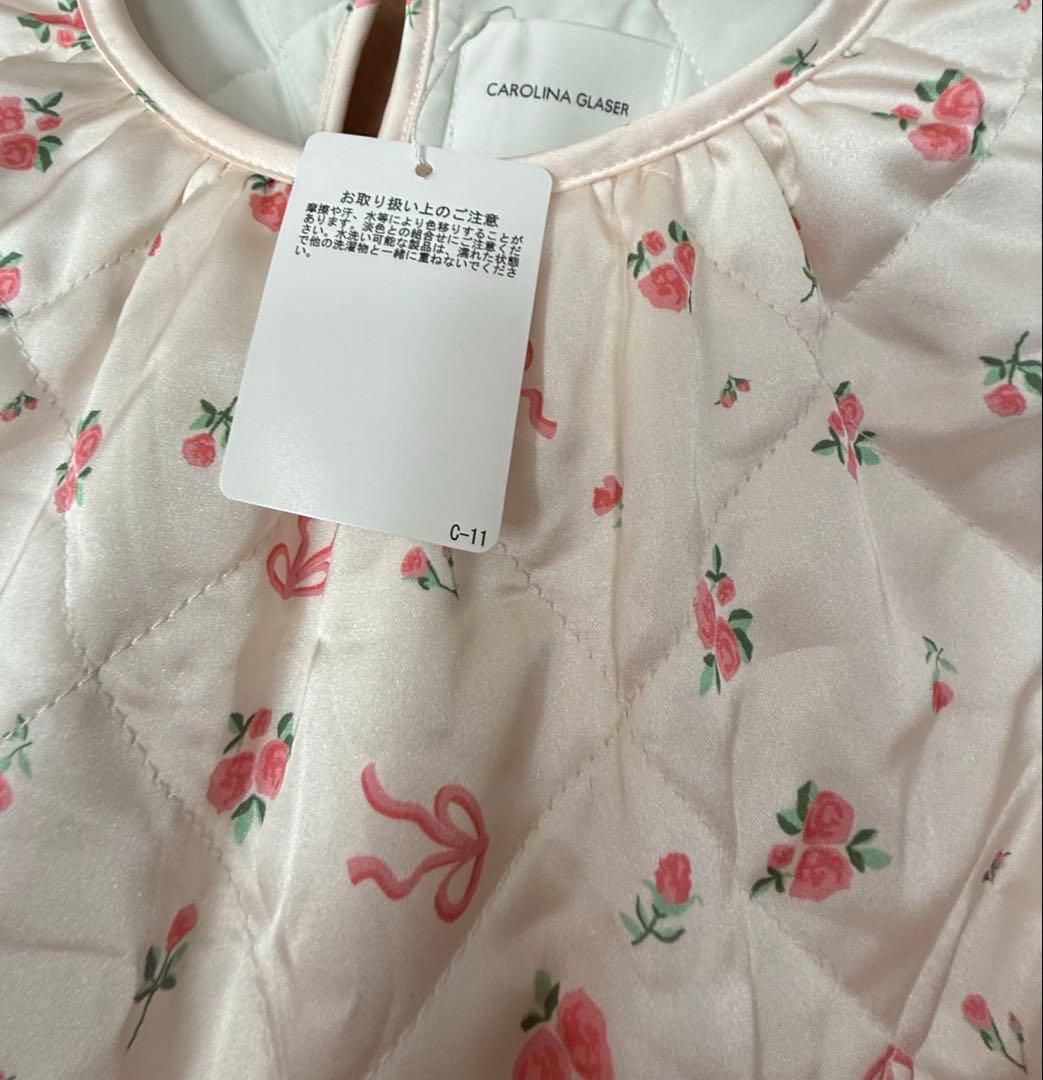 CAROLINA GLASER
お取り扱い上のご注意
摩擦や汗、水等により色移りすることが
あります。淡色との組合せにご注意くだ
さい。水洗い可能な製品は、濡れた状態
で他の洗濯物と一緒に重ねないでくださ
い。
C-11